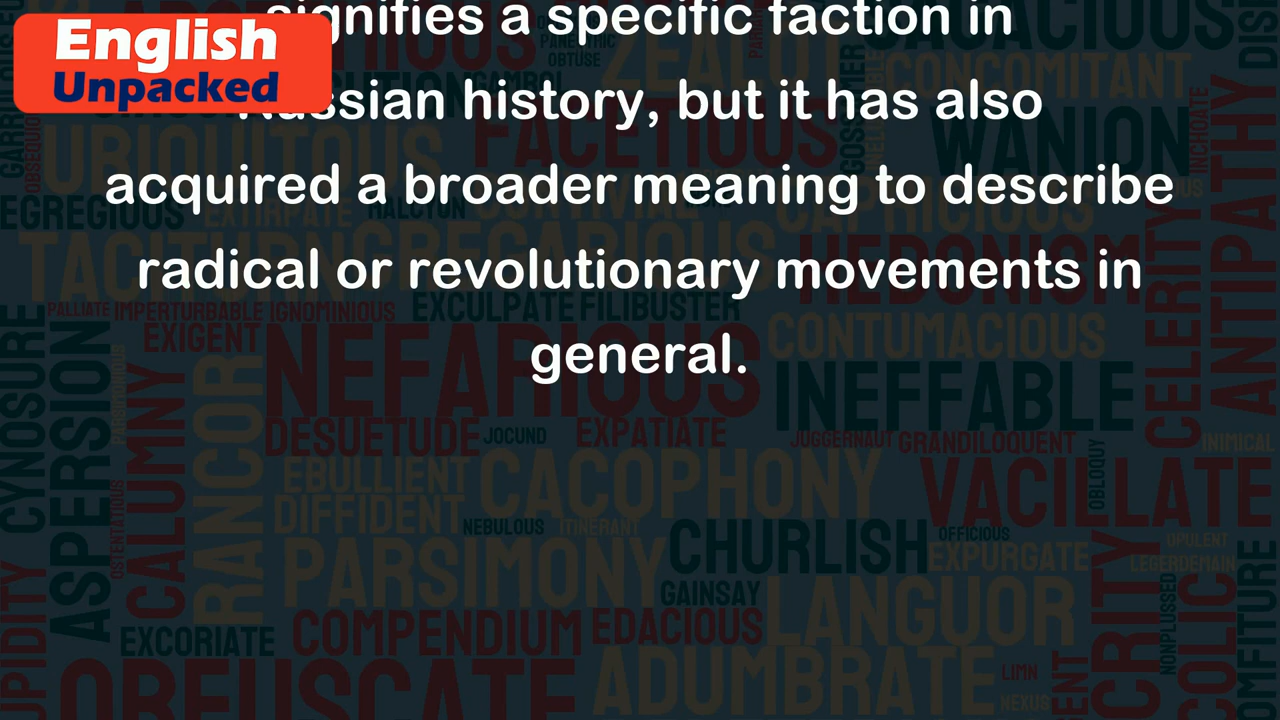 English
Unpacked
signifies a specific faction in
Russian history, but it has also
acquired a broader meaning to describe
radical or revolutionary movements in
general.
ZEALOT
CONCOMITANT
UBIQUITOUS
FACETIOUS
WANION
INCHOATE
ANTIPATHY
EGREGIOUS
EXTIRPATE
HALCYON
CAPRICIOUS
TACITURN
GREGARIOUS
HEDONISM
CELERITY
PALLIATE
IMPERTURBABLE
IGNOMINIOUS
EXCULPATE
FILIBUSTER
EXIGENT
NEFARIOUS
CONTUMACIOUS
CYNOSURE
ASPERSION
CALUMNY
RANCOR
INEFFABLE
DESUETUDE
JOCUND
EXPATIATE
JUGGERNAUT
GRANDILOQUENT
INIMICAL
EBULLIENT
CACOPHONY
VACILLATE
OBLOQUY
OSTENTATIOUS
DIFFIDENT
NEBULOUS
ITINERANT
CHURLISH
OFFICIOUS
OPULENT
PARSIMONY
EXPURGATE
LEGERDEMAIN
GAINSAY
LANGUOR
NONPLUSSED
EXCORIATE
COMPENDIUM
EDACIOUS
OBFUSCATE
ADUMBRATE
LIMN
NEXUS